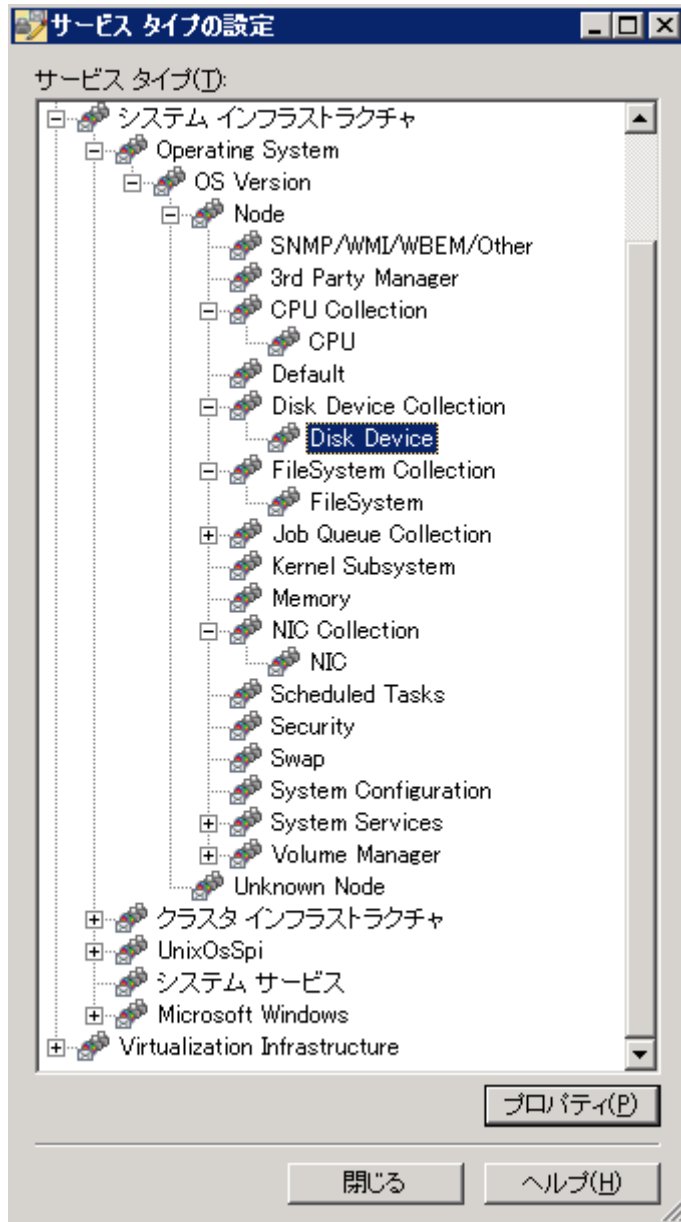 サービス タイプの設定
サービス タイプ(T):
システム インフラストラクチャ
Operating System
OS Version
Node
SNMP/WMI/WBEM/Other
3rd Party Manager
CPU Collection
CPU
Default
Disk Device Collection
Disk Device
FileSystem Collection
FileSystem
Job Queue Collection
Kernel Subsystem
Memory
NIC Collection
NIC
Scheduled Tasks
Security
Swap
System Configuration
System Services
Volume Manager
Unknown Node
クラスタ インフラストラクチャ
UnixOsSpi
システム サービス
Microsoft Windows
Virtualization Infrastructure
プロパティ(P)
閉じる
ヘルプ(H)